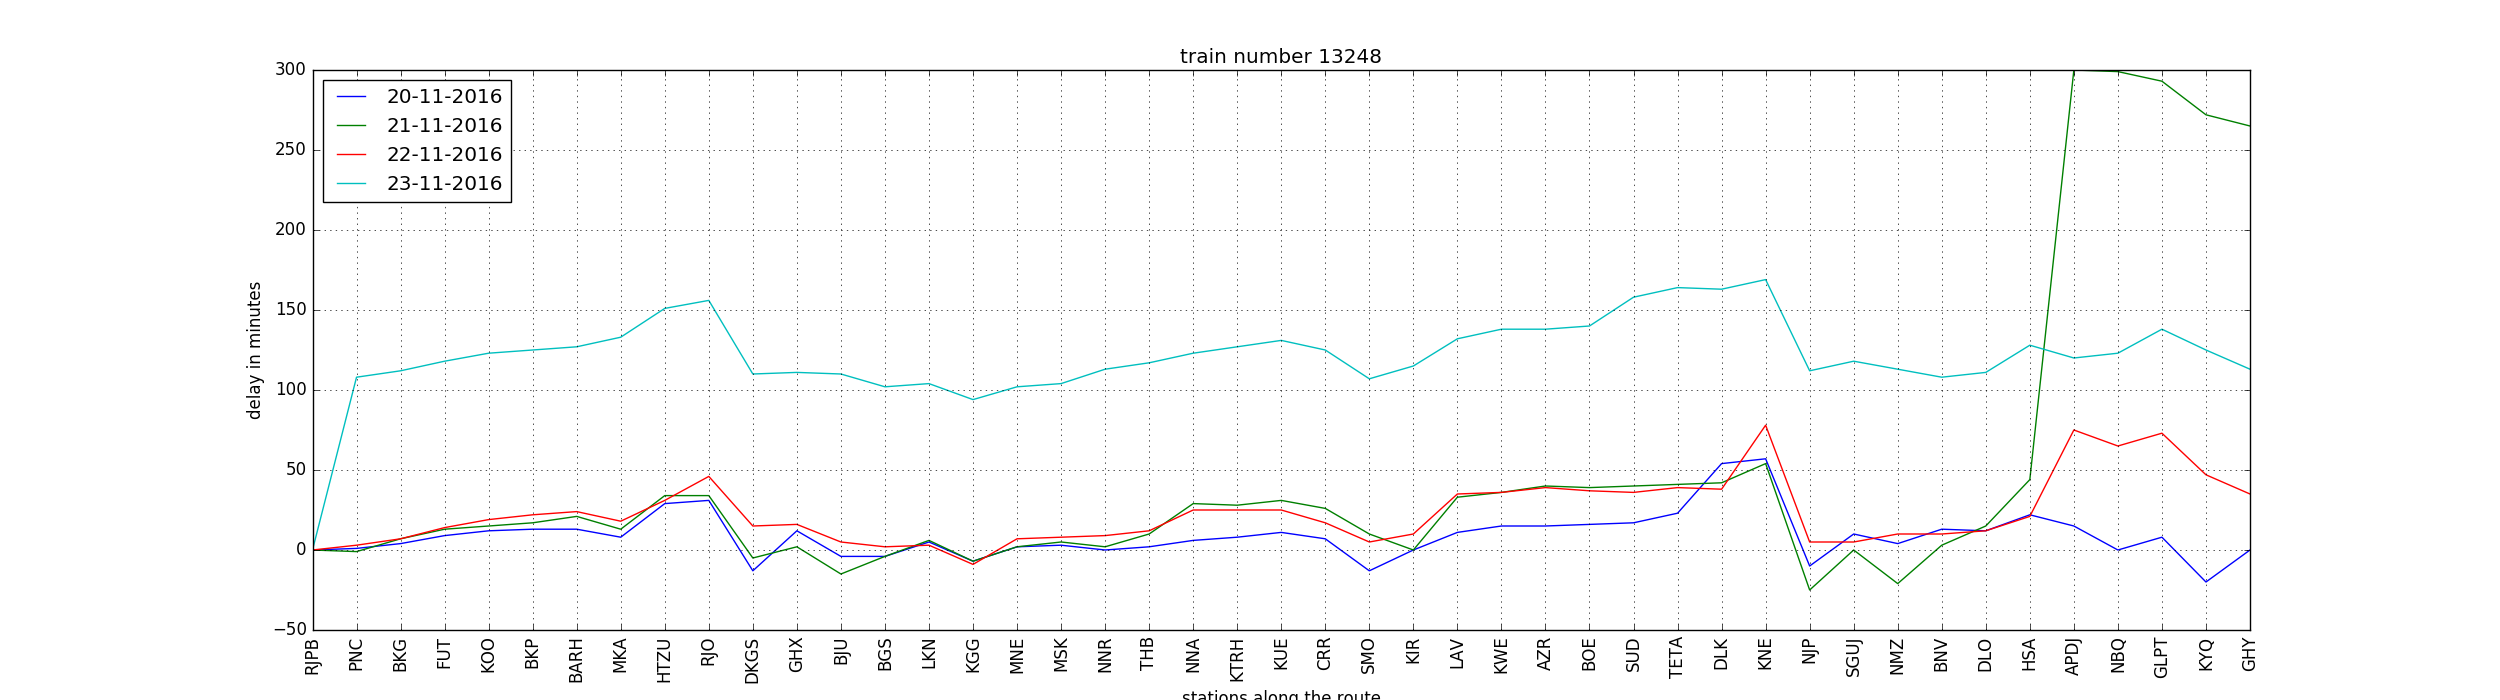 train number 13248
300
250
200
150
100
50
0
−50
delay in minutes
20-11-2016
21-11-2016
22-11-2016
23-11-2016
RJPB
PNC
BKG
FUT
KOO
BKP
BARH
MKA
HTZU
RJO
DKGS
GHX
BJU
BGS
LKN
KGG
MNE
MSK
NNR
THB
NNA
KTRH
KUE
CRR
SMO
KIR
LAV
KWE
AZR
BOE
SUD
TETA
DLK
KNE
NJP
SGUJ
NMZ
BNV
DLO
HSA
APDJ
NBQ
GLPT
KYQ
GHY
stations along the route